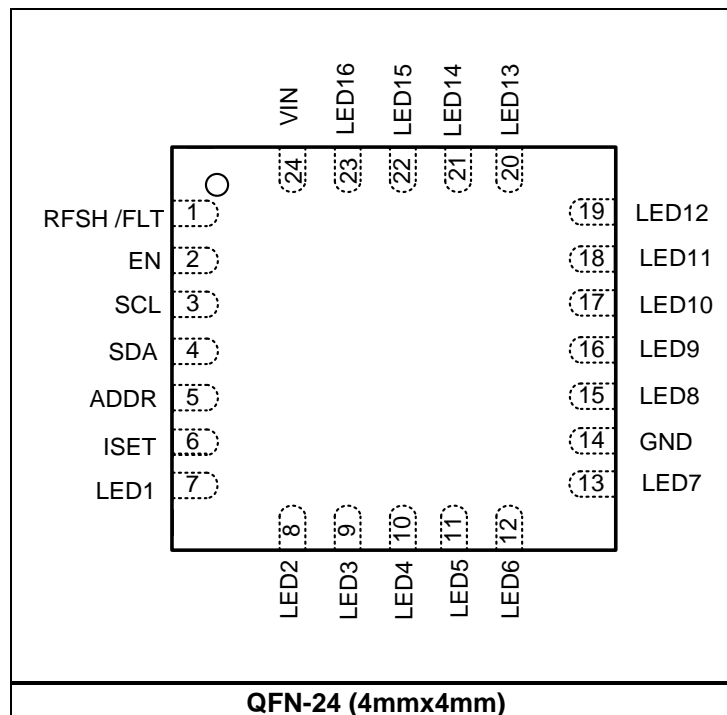 VIN
LED16
LED15
LED14
LED13
24
23
22
21
20
RFSH /FLT 1
EN 2
SCL 3
SDA 4
ADDR 5
ISET 6
LED1 7
19 LED12
18 LED11
17 LED10
16 LED9
15 LED8
14 GND
13 LED7
8
9
10
11
12
LED2
LED3
LED4
LED5
LED6
QFN-24 (4mmx4mm)